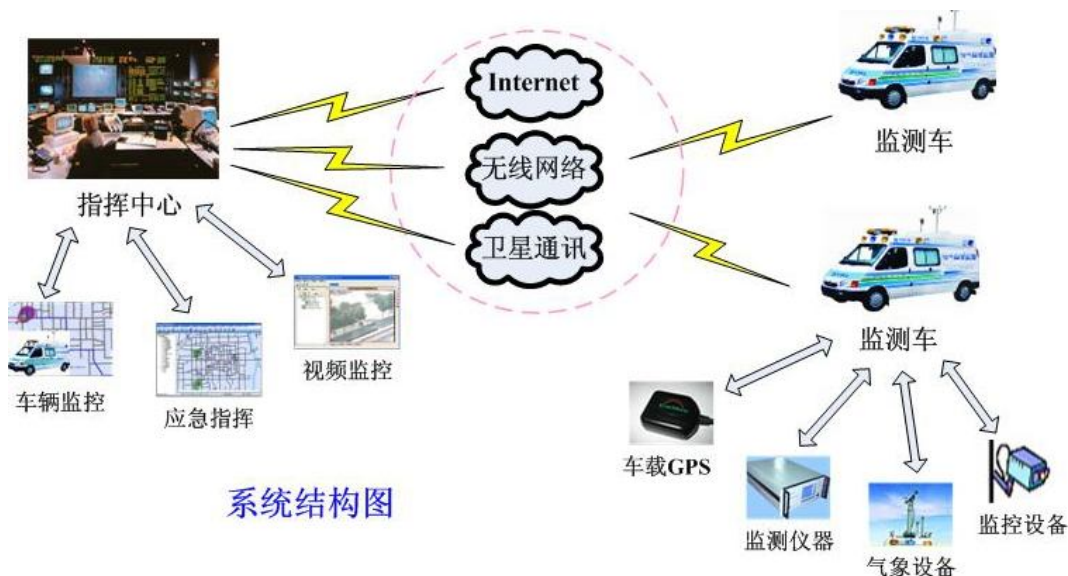 Internet
无线网络
卫星通讯
指挥中心
监测车
监测车
车辆监控
应急指挥
视频监控
车载GPS
监测仪器
气象设备
监控设备
系统结构图